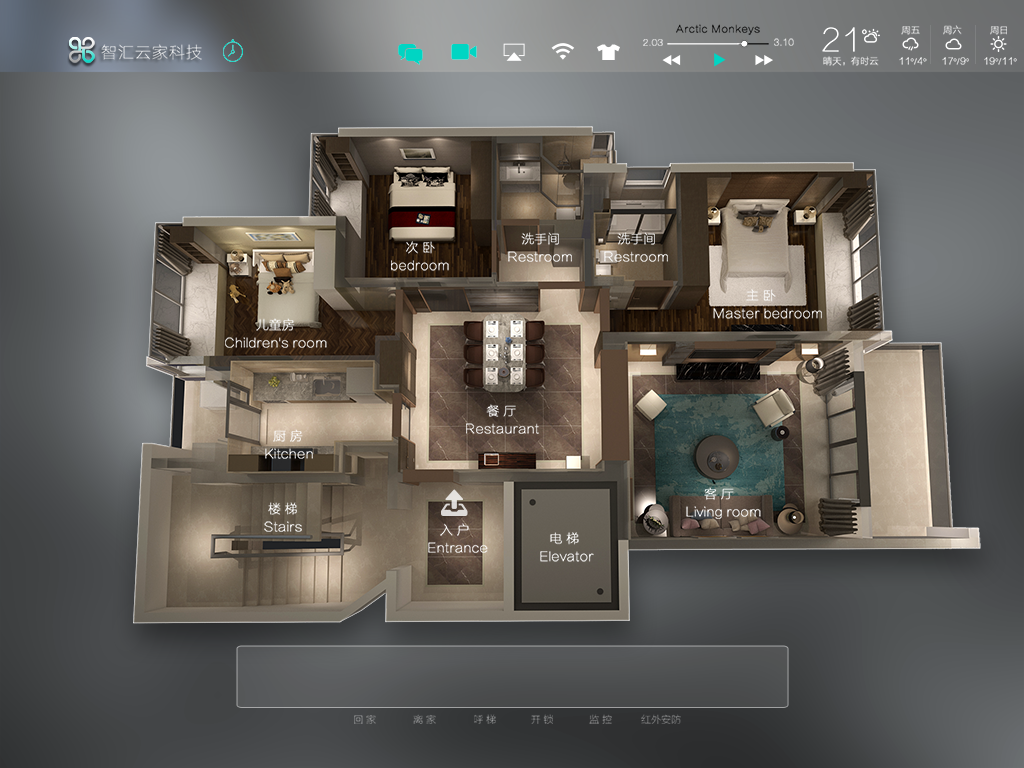 智汇云家科技
Arctic Monkeys
2.03
3.10
21
晴天，有时云
周五
11°/4°
周六
17°/9°
周日
19°/11°
次 卧
bedroom
洗手间
Restroom
洗手间
Restroom
主 卧
Master bedroom
儿童房
Children's room
餐 厅
Restaurant
厨 房
Kitchen
客 厅
Living room
楼 梯
Stairs
入 户
Entrance
电 梯
Elevator
回 家
离 家
呼 梯
开 锁
监 控
红外安防